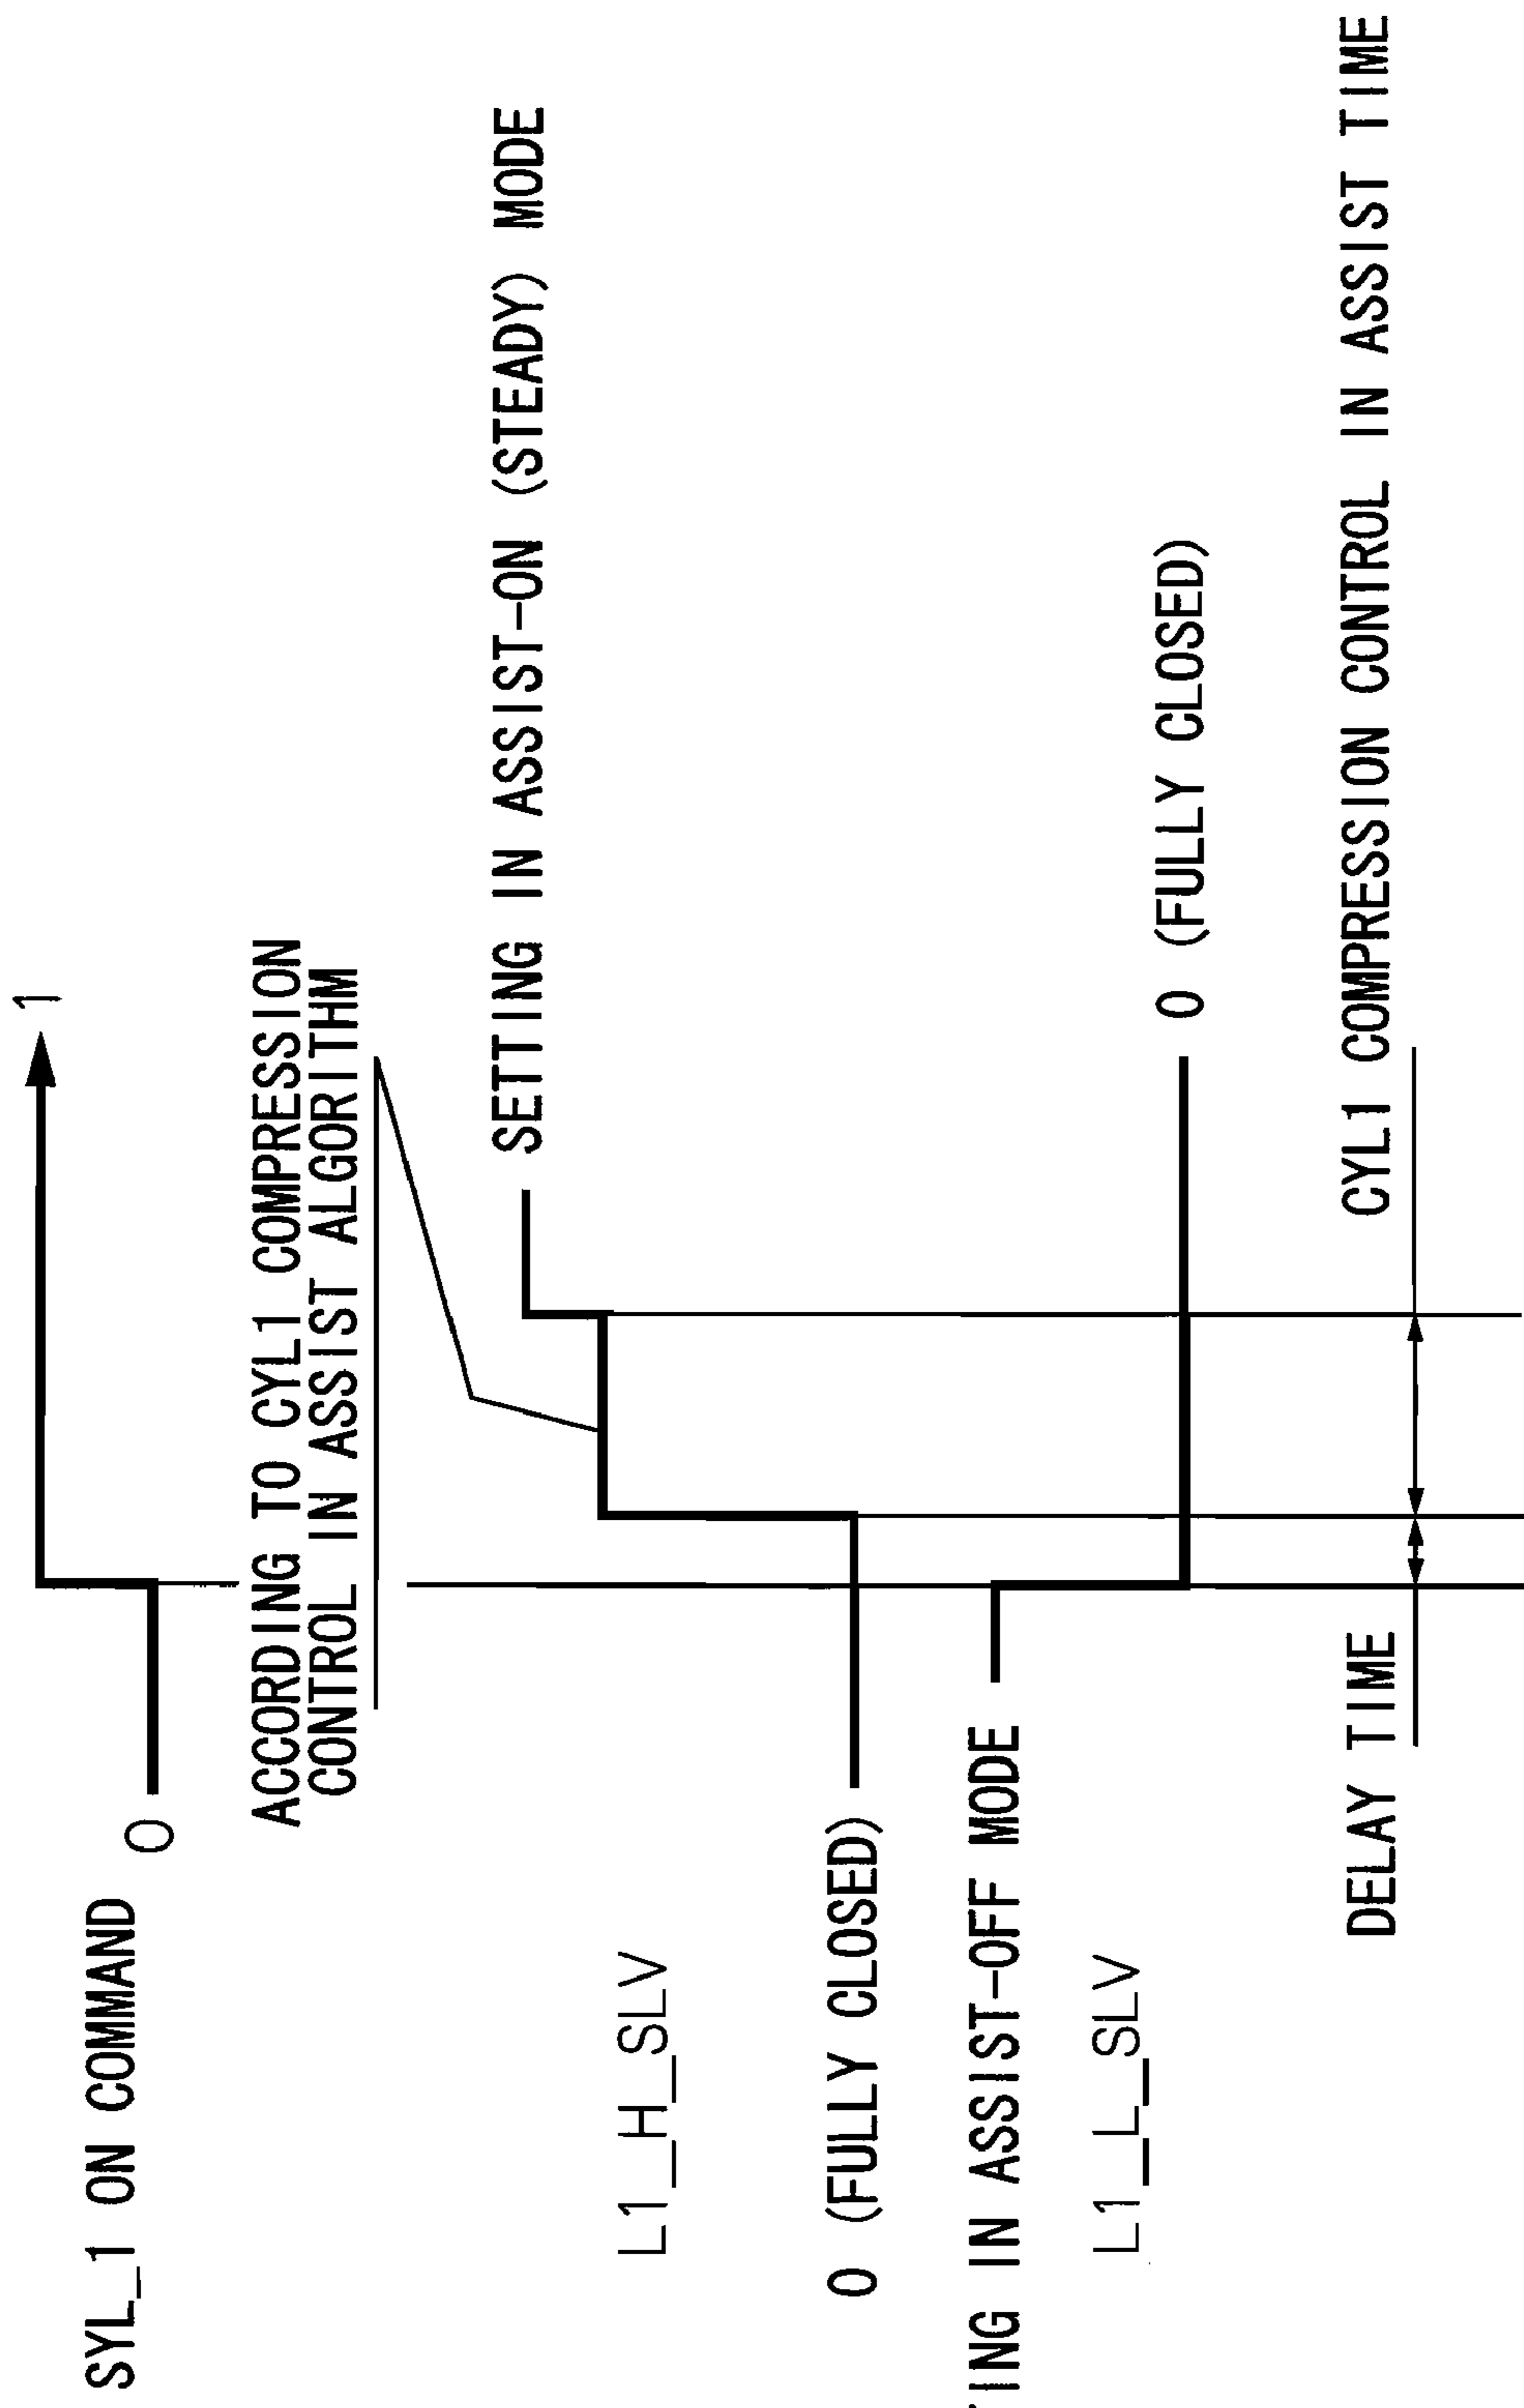 SYL_1 ON COMMAND
0
1
ACCORDING TO CYL1 COMPRESSION
CONTROL IN ASSIST ALGORITHM
SETTING IN ASSIST-ON (STEADY) MODE
L1_H_SLV
0 (FULLY CLOSED)
ING IN ASSIST-OFF MODE
L1_L_SLV
0 (FULLY CLOSED)
DELAY TIME
CYL1 COMPRESSION CONTROL IN ASSIST TIME